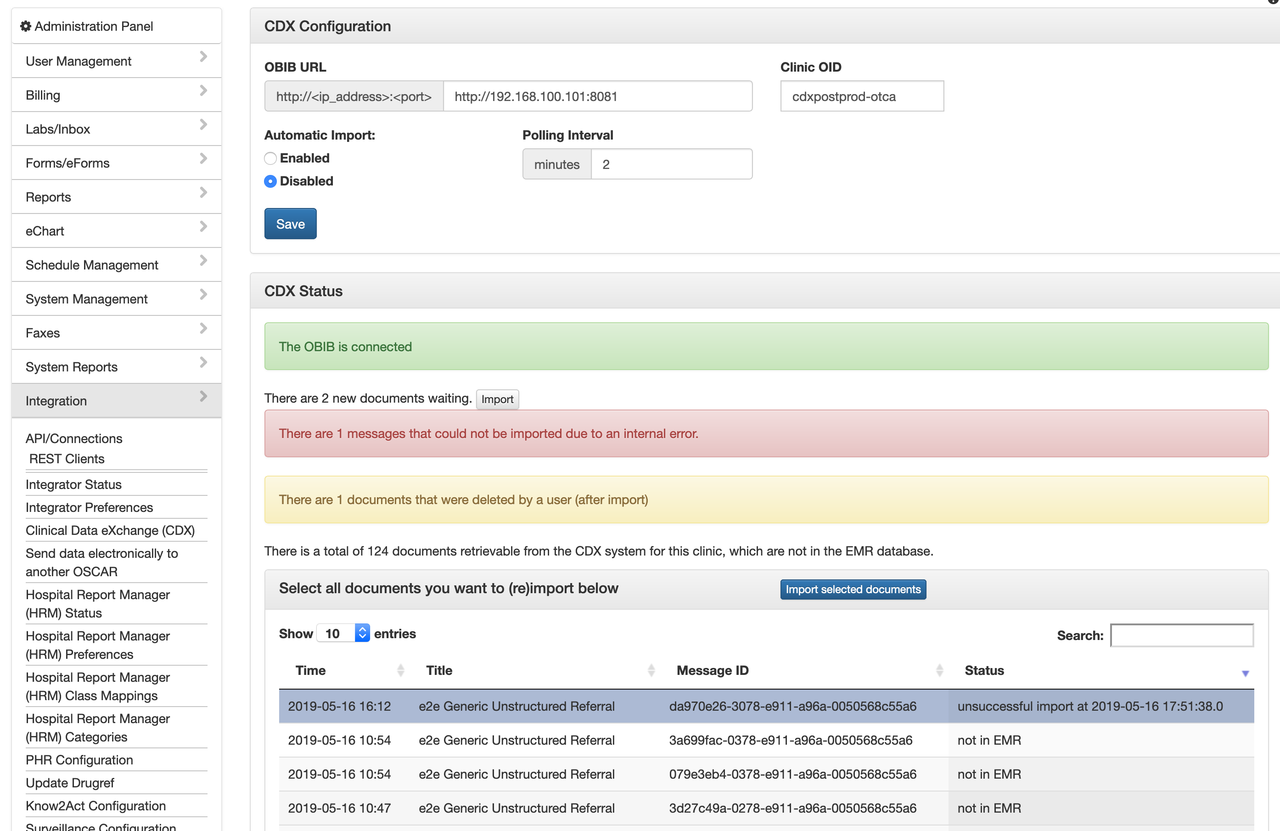 Administration Panel
User Management
Billing
Labs/Inbox
Forms/eForms
Reports
eChart
Schedule Management
System Management
Faxes
System Reports
Integration
API/Connections
REST Clients
Integrator Status
Integrator Preferences
Clinical Data eXchange (CDX)
Send data electronically to
another OSCAR
Hospital Report Manager
(HRM) Status
Hospital Report Manager
(HRM) Preferences
Hospital Report Manager
(HRM) Class Mappings
Hospital Report Manager
(HRM) Categories
PHR Configuration
Update Drugref
Know2Act Configuration
Surveillance Configuration
CDX Configuration
OBIB URL
Clinic OID
http://<ip_address>:<port> http://192.168.100.101:8081
cdxpostprod-otca
Automatic Import:
Polling Interval
Enabled
minutes 2
Disabled
Save
CDX Status
The OBIB is connected
There are 2 new documents waiting. Import
There are 1 messages that could not be imported due to an internal error.
There are 1 documents that were deleted by a user (after import)
There is a total of 124 documents retrievable from the CDX system for this clinic, which are not in the EMR database.
Select all documents you want to (re)import below Import selected documents
Show 10 entries Search:
Time Title Message ID Status
2019-05-16 16:12 e2e Generic Unstructured Referral da970e26-3078-e911-a96a-0050568c55a6 unsuccessful import at 2019-05-16 17:51:38.0
2019-05-16 10:54 e2e Generic Unstructured Referral 3a699fac-0378-e911-a96a-0050568c55a6 not in EMR
2019-05-16 10:54 e2e Generic Unstructured Referral 079e3eb4-0378-e911-a96a-0050568c55a6 not in EMR
2019-05-16 10:47 e2e Generic Unstructured Referral 3d27c49a-0278-e911-a96a-0050568c55a6 not in EMR